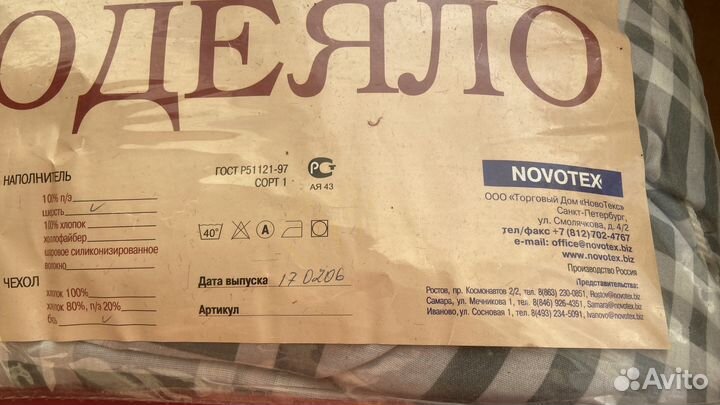 ОДЕЯЛО
НАПОЛНИТЕЛЬ
10% п/э
шерсть
100% хлопок
холлофайбер
шаровое силиконизированное
волокно
ЧЕХОЛ
хлопок 100%
хлопок 80%, п/э 20%
бязь
ГОСТ Р51121-97
СОРТ 1
РСТ
АЯ 43
40° A
Дата выпуска 17 0206
Артикул
NOVOTEX
ООО «Торговый Дом «НовоТекс»
Санкт-Петербург,
ул. Смолячкова, д. 4/2
тел/факс +7 (812)702-4767
e-mail: office@novotex.biz
www.novotex.biz
Производство Россия
Представительства:
Ростов, пр. Космонавтов 2/2, тел. 8(863) 230-0851, Rostov@novotex.biz
Самара, ул. Мечникова 1, тел. 8(846) 926-4351, Samara@novotex.biz
Иваново, ул. Сосновая 1, тел. 8(493) 234-5091, Ivanovo@novotex.biz
Avito